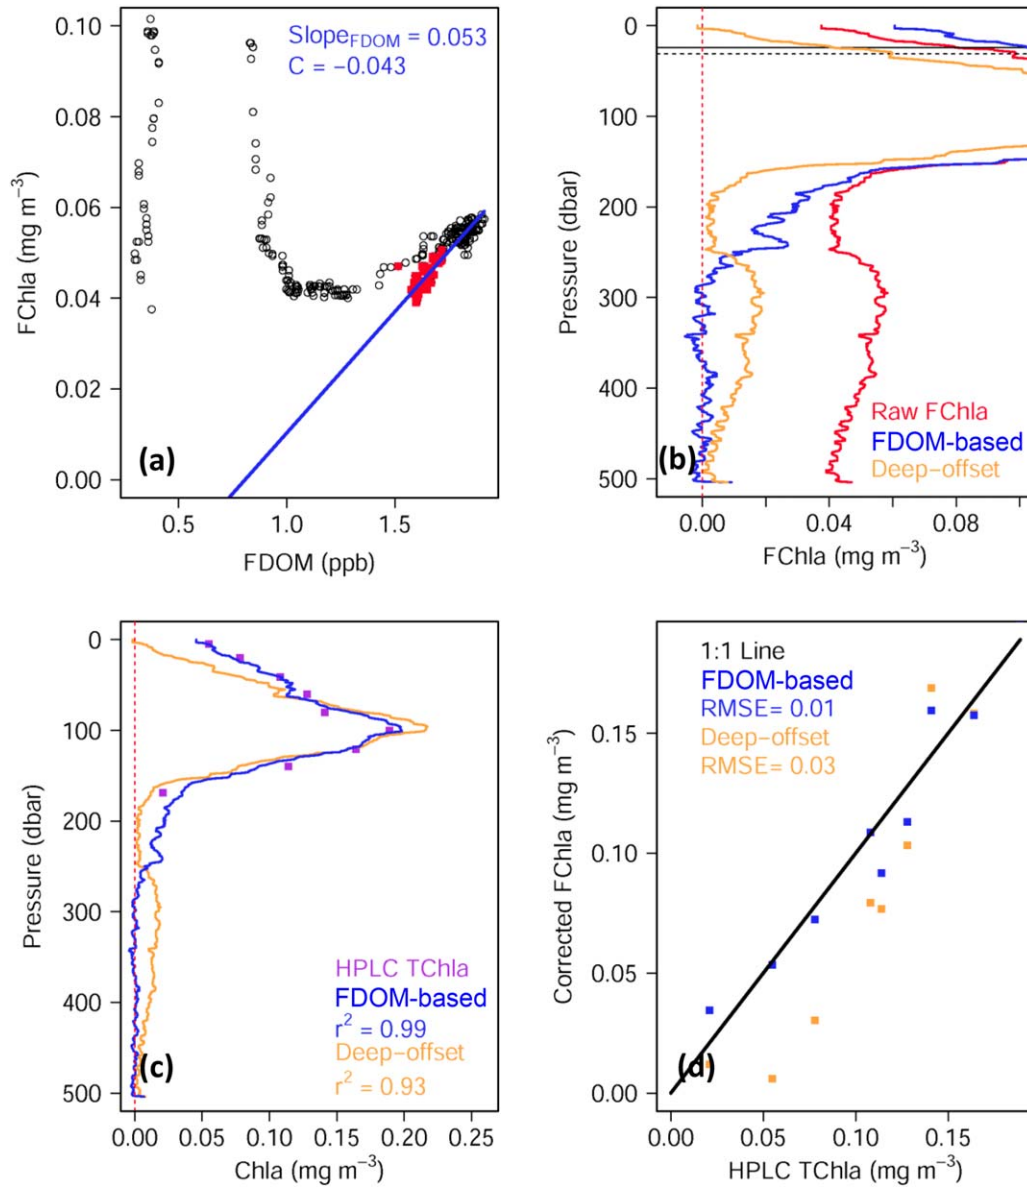 0.10
0.08
0.06
0.04
0.02
0.00
FChla (mg m⁻³)
Slope_FDOM = 0.053
C = −0.043
(a)
0.5
1.0
1.5
FDOM (ppb)
0
100
200
300
400
500
Pressure (dbar)
Raw FChla
FDOM-based
Deep−offset
(b)
0.00
0.04
0.08
FChla (mg m⁻³)
0
100
200
300
400
500
Pressure (dbar)
HPLC TChla
FDOM-based
r² = 0.99
Deep−offset
r² = 0.93
(c)
0.00
0.05
0.10
0.15
0.20
0.25
Chla (mg m⁻³)
0.15
0.10
0.05
0.00
Corrected FChla (mg m⁻³)
1:1 Line
FDOM-based
RMSE= 0.01
Deep−offset
RMSE= 0.03
(d)
0.00
0.05
0.10
0.15
HPLC TChla (mg m⁻³)